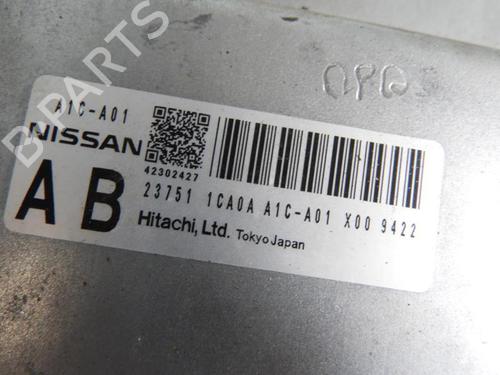 A1C-A01
NISSAN
42302427
AB
23751 1CA0A A1C-A01 X00 9422
Hitachi, Ltd. Tokyo Japan
B-PARTS